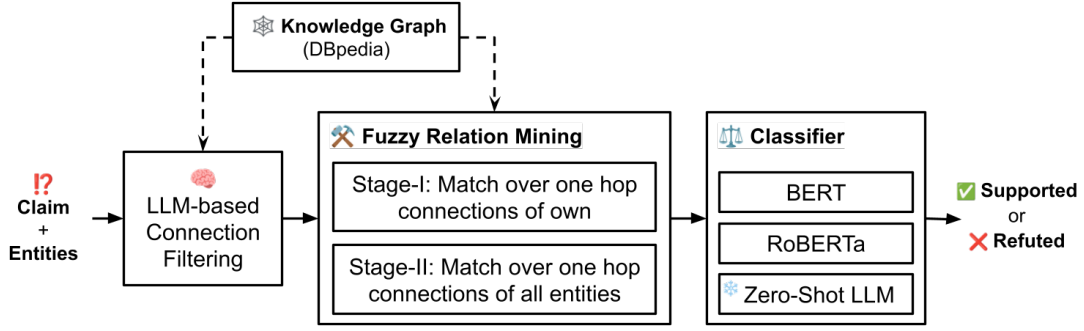 Knowledge Graph
(DBpedia)
Claim
+
Entities
LLM-based
Connection
Filtering
Fuzzy Relation Mining
Stage-I: Match over one hop
connections of own
Stage-II: Match over one hop
connections of all entities
Classifier
BERT
RoBERTa
Zero-Shot LLM
Supported
or
Refuted